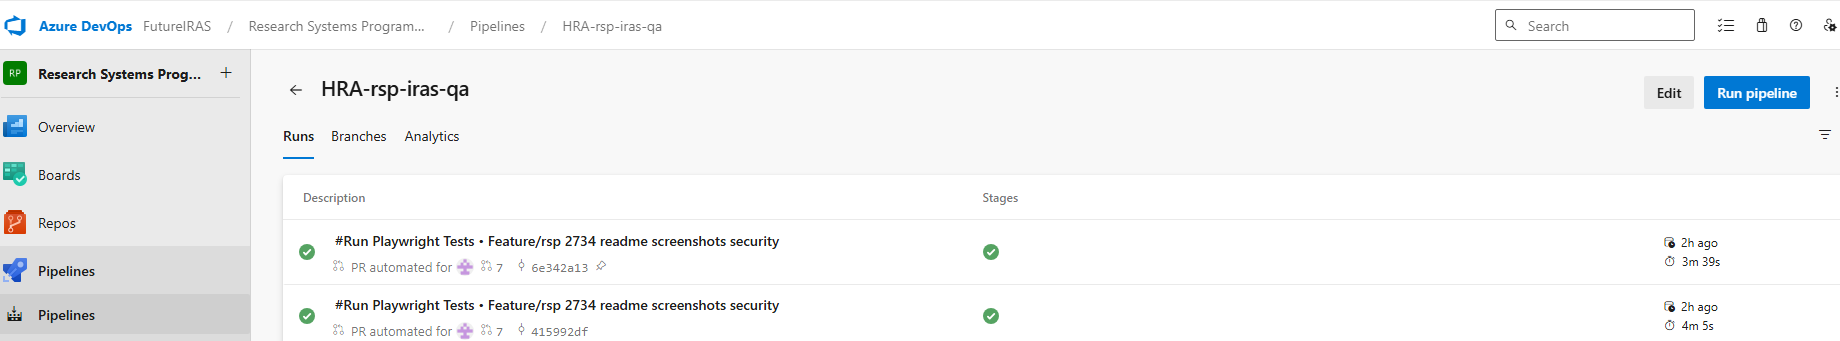 Azure DevOps FutureIRAS / Research Systems Program... / Pipelines / HRA-rsp-iras-qa
Search
RP Research Systems Prog... +
Overview
Boards
Repos
Pipelines
Pipelines
HRA-rsp-iras-qa
Edit
Run pipeline
Runs Branches Analytics
Description Stages
#Run Playwright Tests • Feature/rsp 2734 readme screenshots security
PR automated for 7 6e342a13
2h ago
3m 39s
#Run Playwright Tests • Feature/rsp 2734 readme screenshots security
PR automated for 7 415992df
2h ago
4m 5s